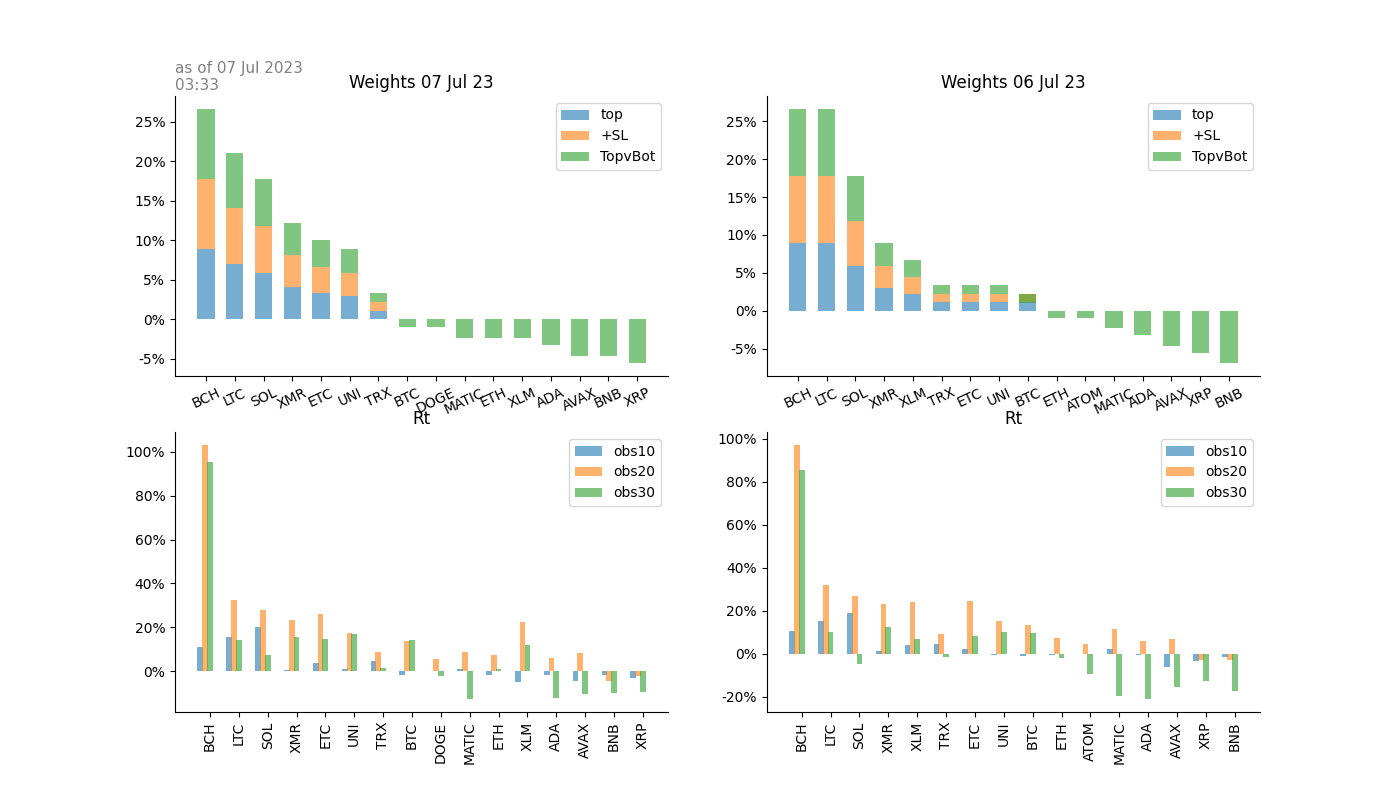 as of 07 Jul 2023
03:33
Weights 07 Jul 23
25%
20%
15%
10%
5%
0%
-5%
top
+SL
TopvBot
BCH LTC SOL XMR ETC UNI TRX BTC DOGE MATIC ETH XLM ADA AVAX BNB XRP
Weights 06 Jul 23
25%
20%
15%
10%
5%
0%
-5%
top
+SL
TopvBot
BCH LTC SOL XMR XLM TRX ETC UNI BTC ETH ATOM MATIC ADA AVAX XRP BNB
Rt
100%
80%
60%
40%
20%
0%
obs10
obs20
obs30
BCH LTC SOL XMR ETC UNI TRX BTC DOGE MATIC ETH XLM ADA AVAX BNB XRP
Rt
100%
80%
60%
40%
20%
0%
-20%
obs10
obs20
obs30
BCH LTC SOL XMR XLM TRX ETC UNI BTC ETH ATOM MATIC ADA AVAX XRP BNB